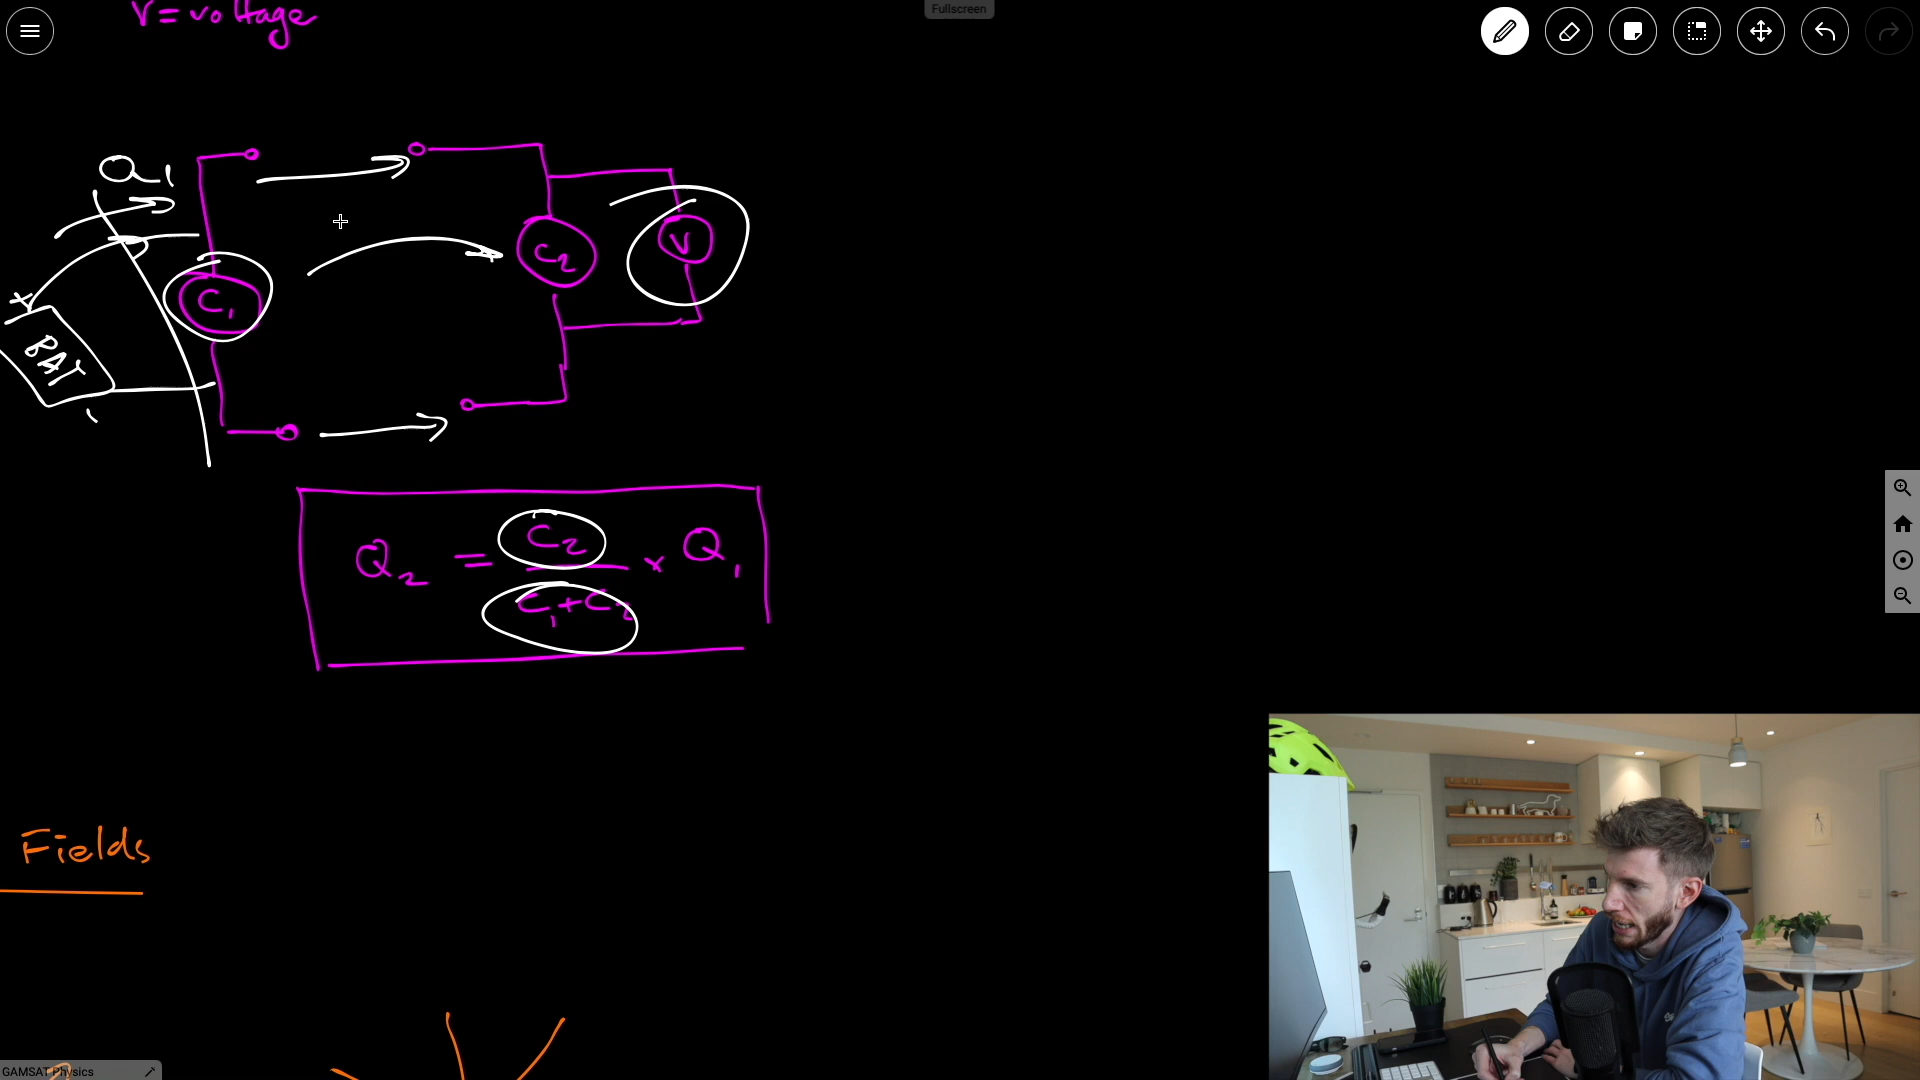 V = voltage
Fullscreen
Q1
C1
C2
V
+
BAT
-
Q2 = C2 / C1 + C2 × Q1
Fields
GAMSAT Physics